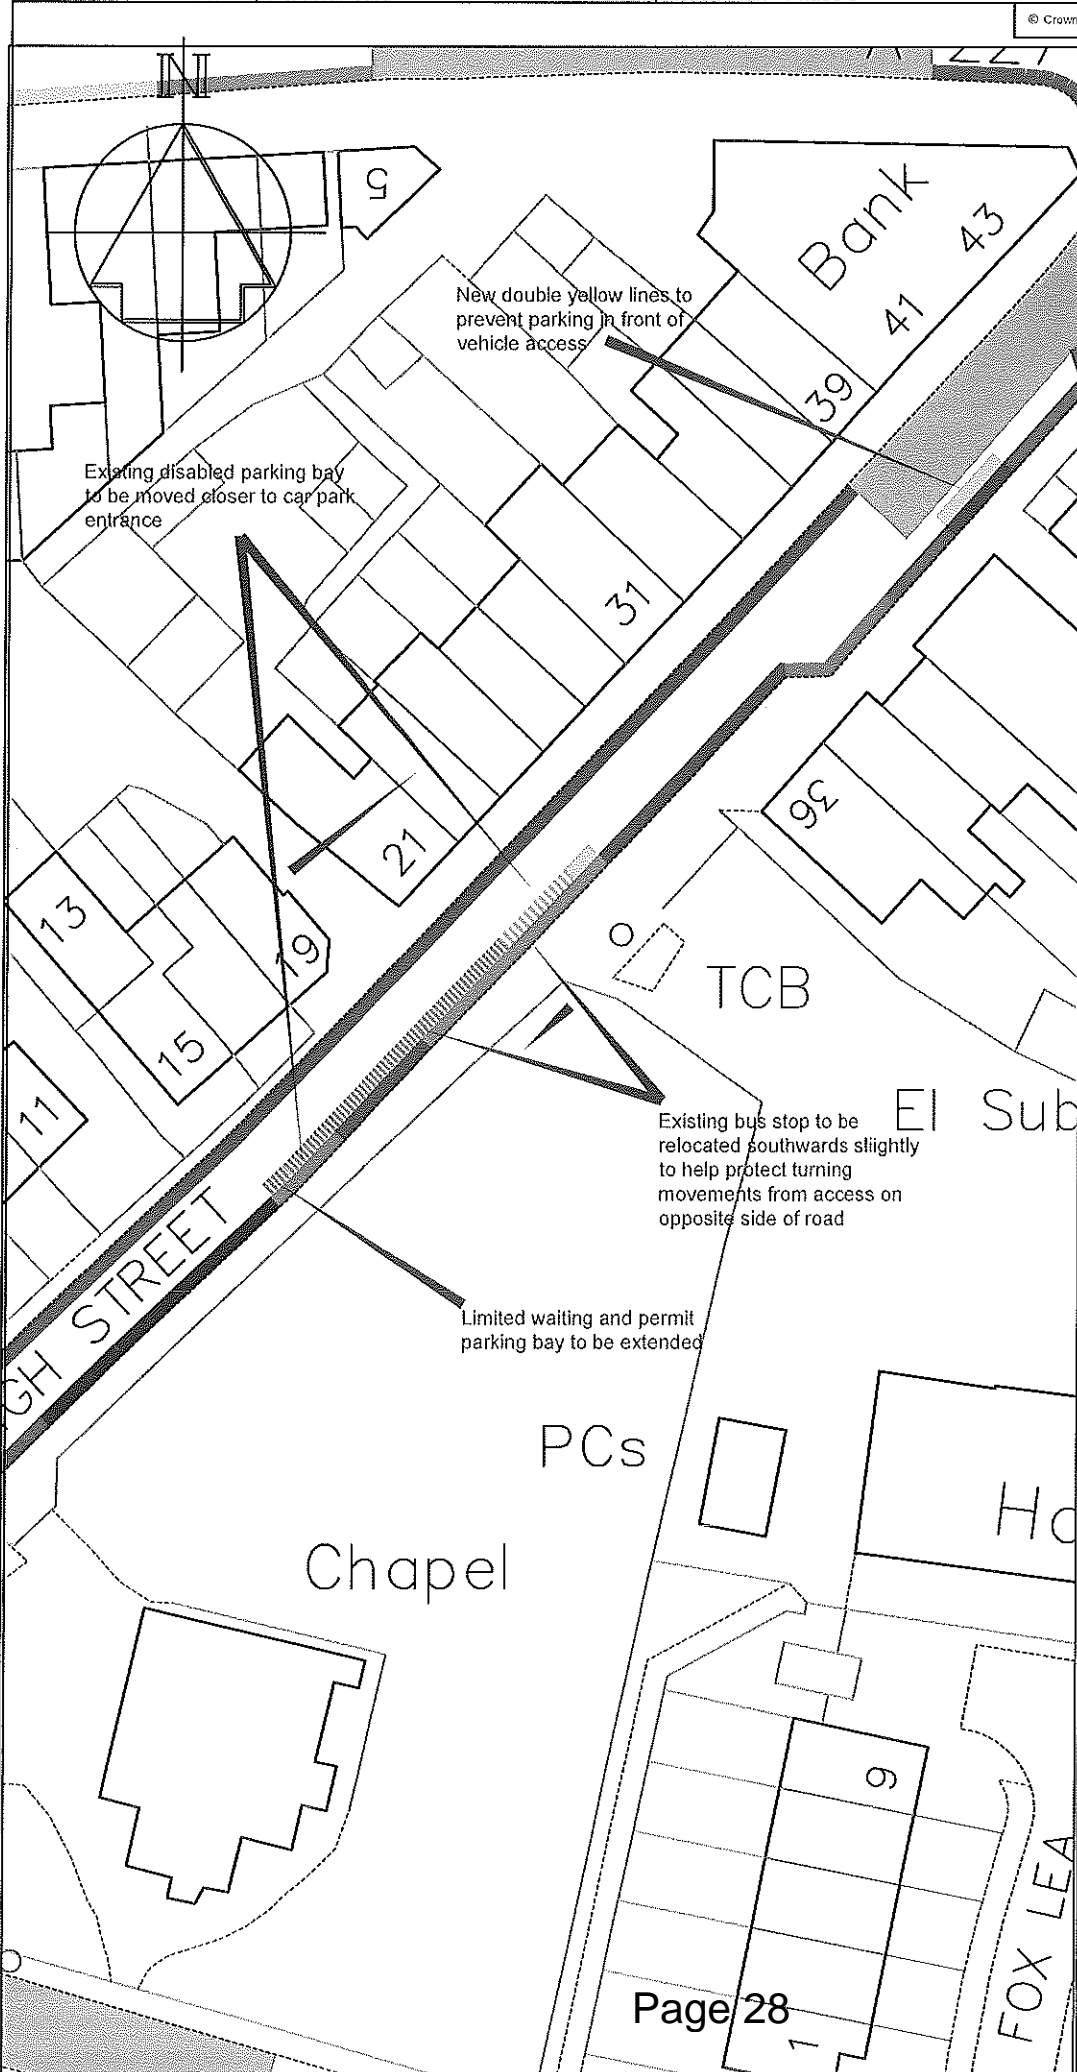 © Crown
N
5
Bank
43
41
39
New double yellow lines to
prevent parking in front of
vehicle access
Existing disabled parking bay
to be moved closer to car park
entrance
31
36
21
13
19
15
11
TCB
El Sub
Existing bus stop to be
relocated southwards slightly
to help protect turning
movements from access on
opposite side of road
GH STREET
Limited waiting and permit
parking bay to be extended
PCs
Chapel
9
FOX LEA
Page 28
1